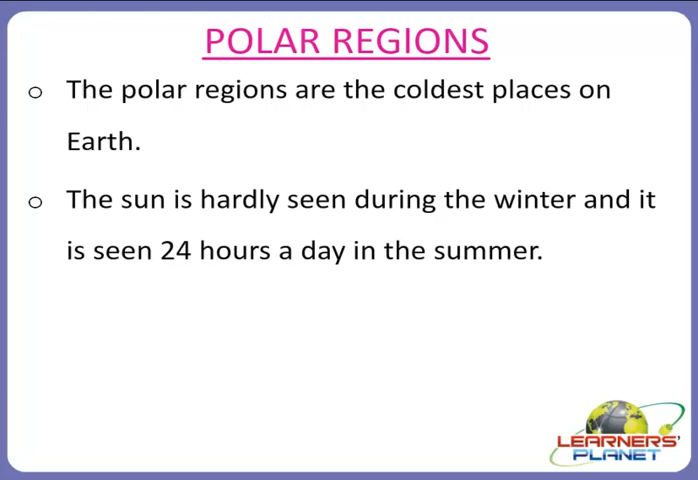 POLAR REGIONS
o The polar regions are the coldest places on
Earth.
o The sun is hardly seen during the winter and it
is seen 24 hours a day in the summer.
LEARNERS'
PLANET